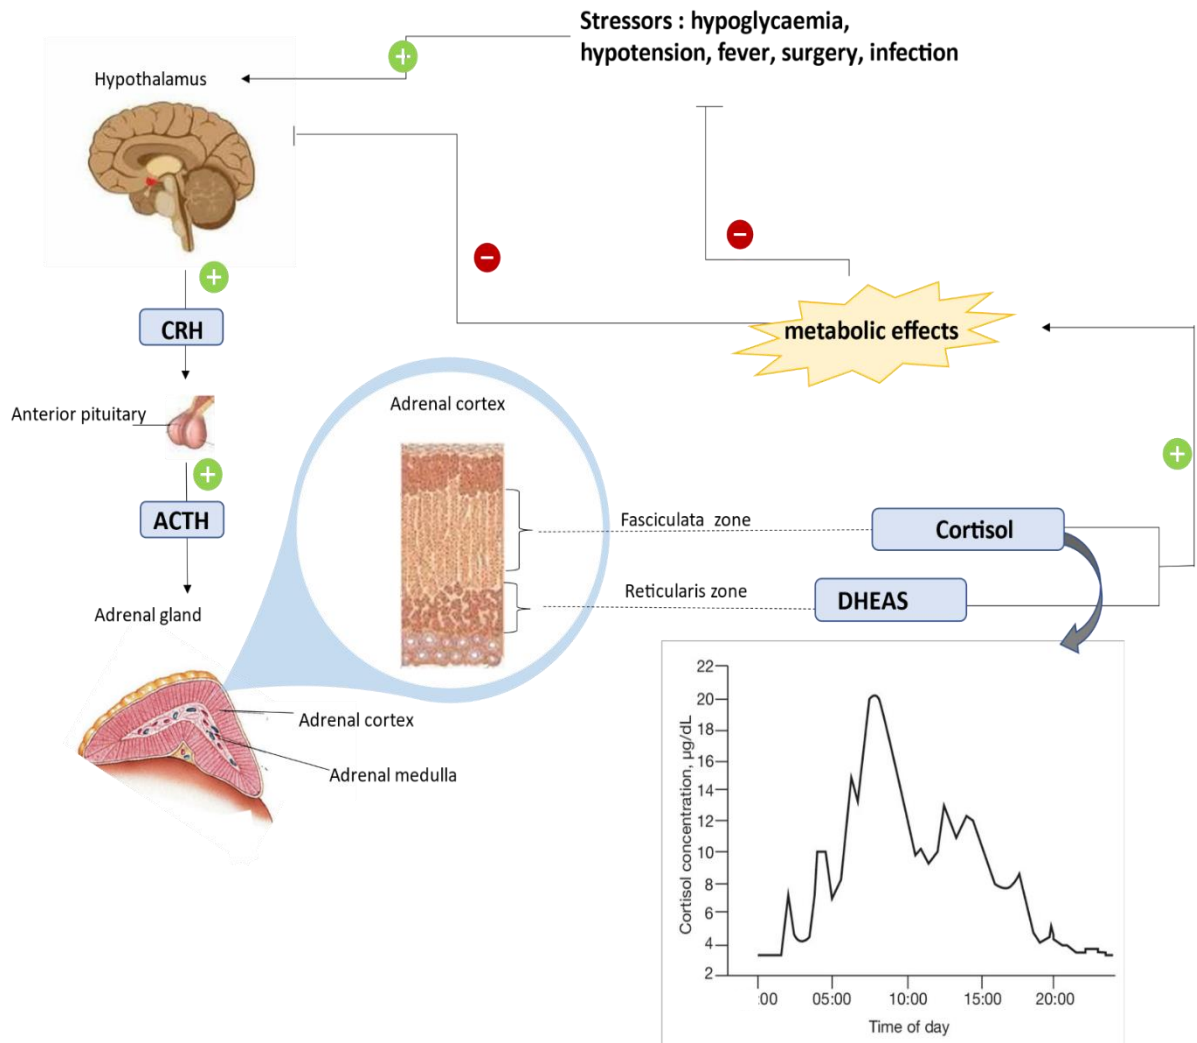 Stressors : hypoglycaemia,
hypotension, fever, surgery, infection
Hypothalamus
CRH
Anterior pituitary
ACTH
Adrenal gland
Adrenal cortex
Adrenal medulla
Adrenal cortex
metabolic effects
Fasciculata zone
Cortisol
Reticularis zone
DHEAS
Cortisol concentration, µg/dL
22
20
18
16
14
12
10
8
6
4
2
:00 05:00 10:00 15:00 20:00
Time of day